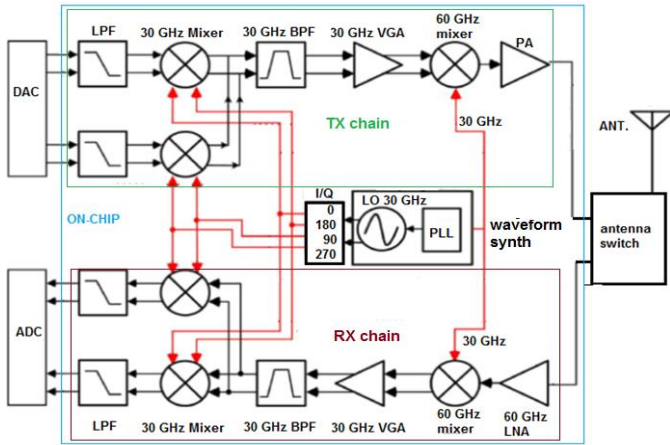 LPF
30 GHz Mixer
30 GHz BPF
30 GHz VGA
60 GHz
mixer
PA
DAC
30 GHz
TX chain
ANT.
ON-CHIP
I/Q
0
180
90
270
LO 30 GHz
PLL
waveform
synth
antenna
switch
ADC
RX chain
30 GHz
LPF
30 GHz Mixer
30 GHz BPF
30 GHz VGA
60 GHz
mixer
60 GHz
LNA